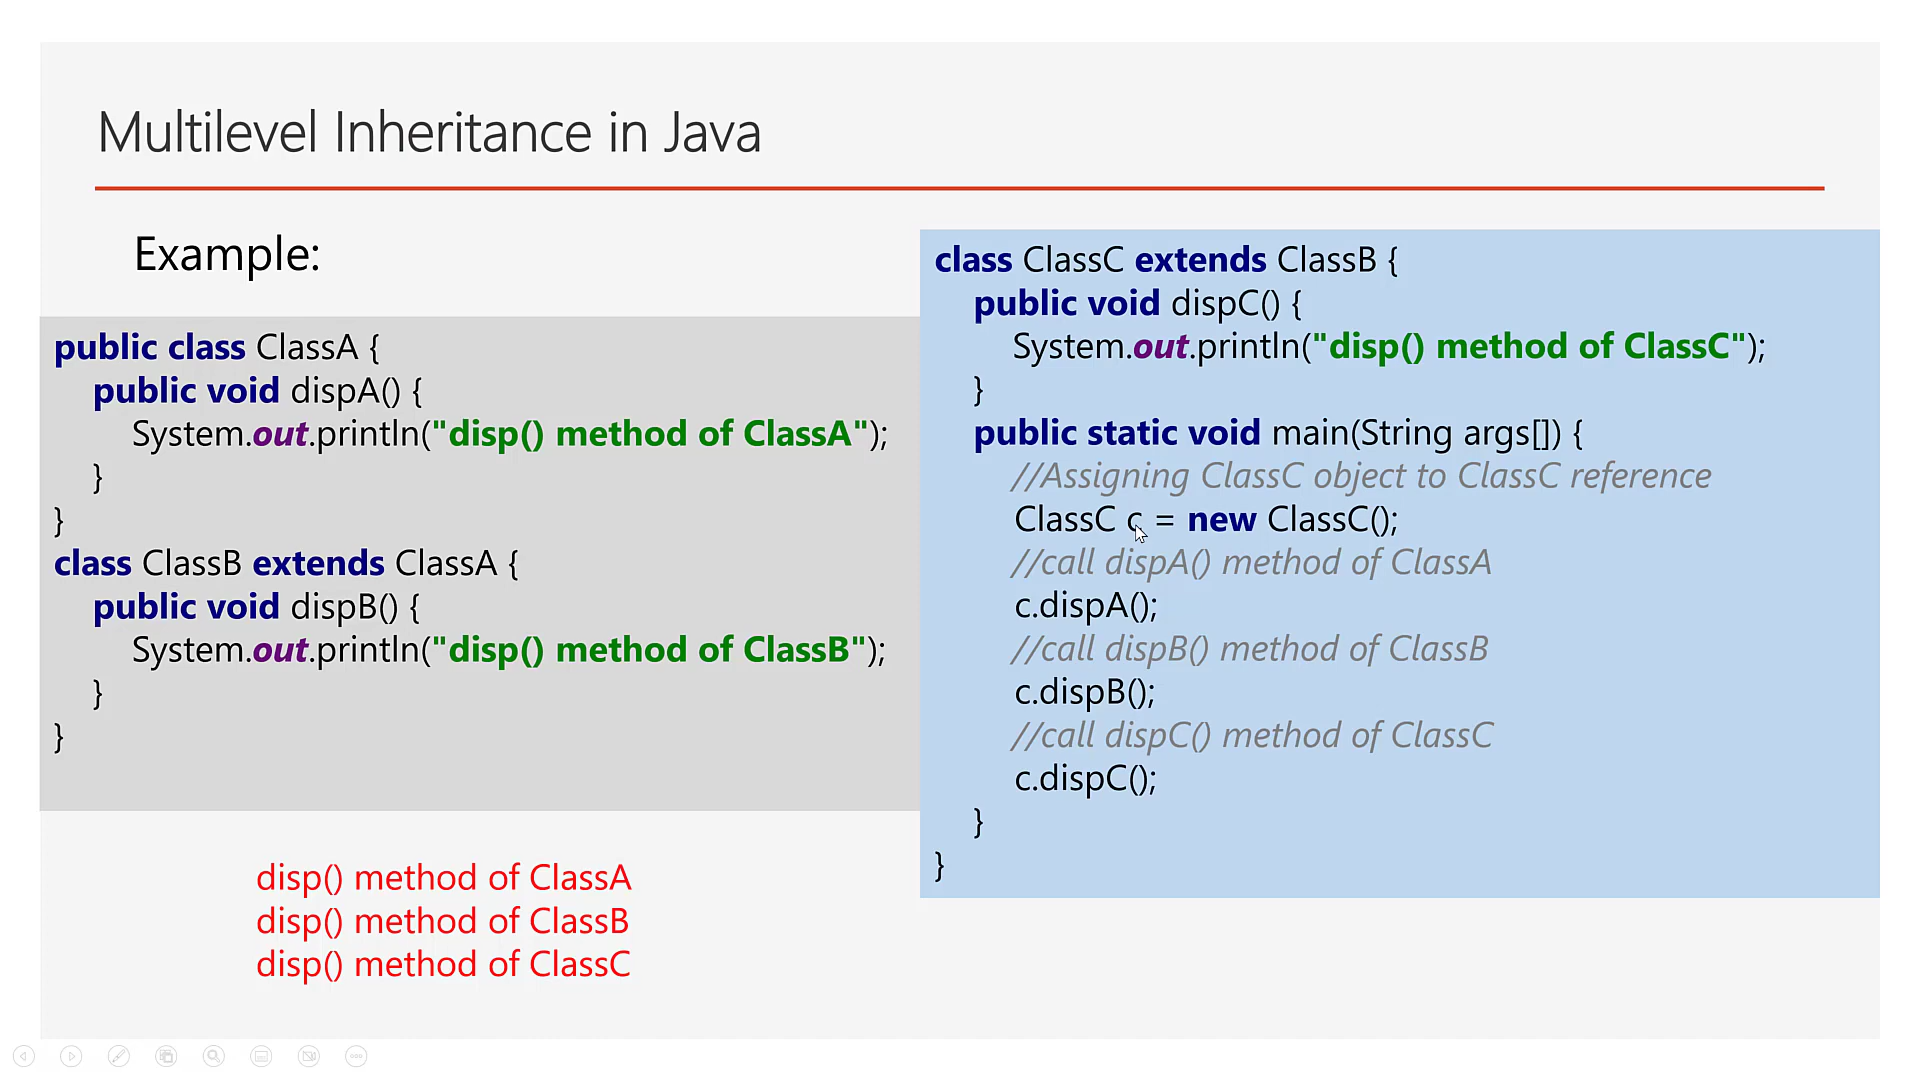 Multilevel Inheritance in Java
Example:
public class ClassA {
public void dispA() {
System.out.println("disp() method of ClassA");
}
}
class ClassB extends ClassA {
public void dispB() {
System.out.println("disp() method of ClassB");
}
}
disp() method of ClassA
disp() method of ClassB
disp() method of ClassC
class ClassC extends ClassB {
public void dispC() {
System.out.println("disp() method of ClassC");
}
public static void main(String args[]) {
//Assigning ClassC object to ClassC reference
ClassC c = new ClassC();
//call dispA() method of ClassA
c.dispA();
//call dispB() method of ClassB
c.dispB();
//call dispC() method of ClassC
c.dispC();
}
}